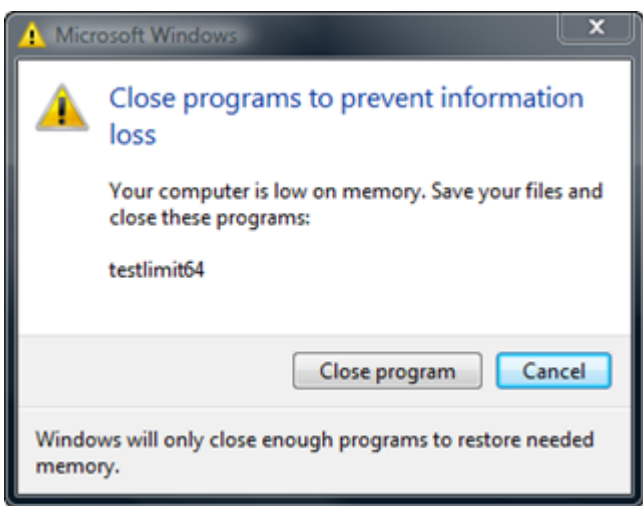 Microsoft Windows
Close programs to prevent information
loss
Your computer is low on memory. Save your files and
close these programs:
testlimit64
Close program
Cancel
Windows will only close enough programs to restore needed
memory.